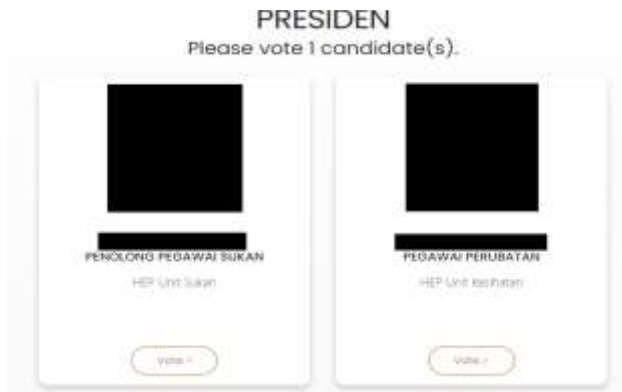 PRESIDEN
Please vote 1 candidate(s).
PENOLONG PEGAWAI SUKAN
HEP Unit Sukan
Vote >
PEGAWAI PERUBATAN
HEP Unit Kesihatan
Vote >